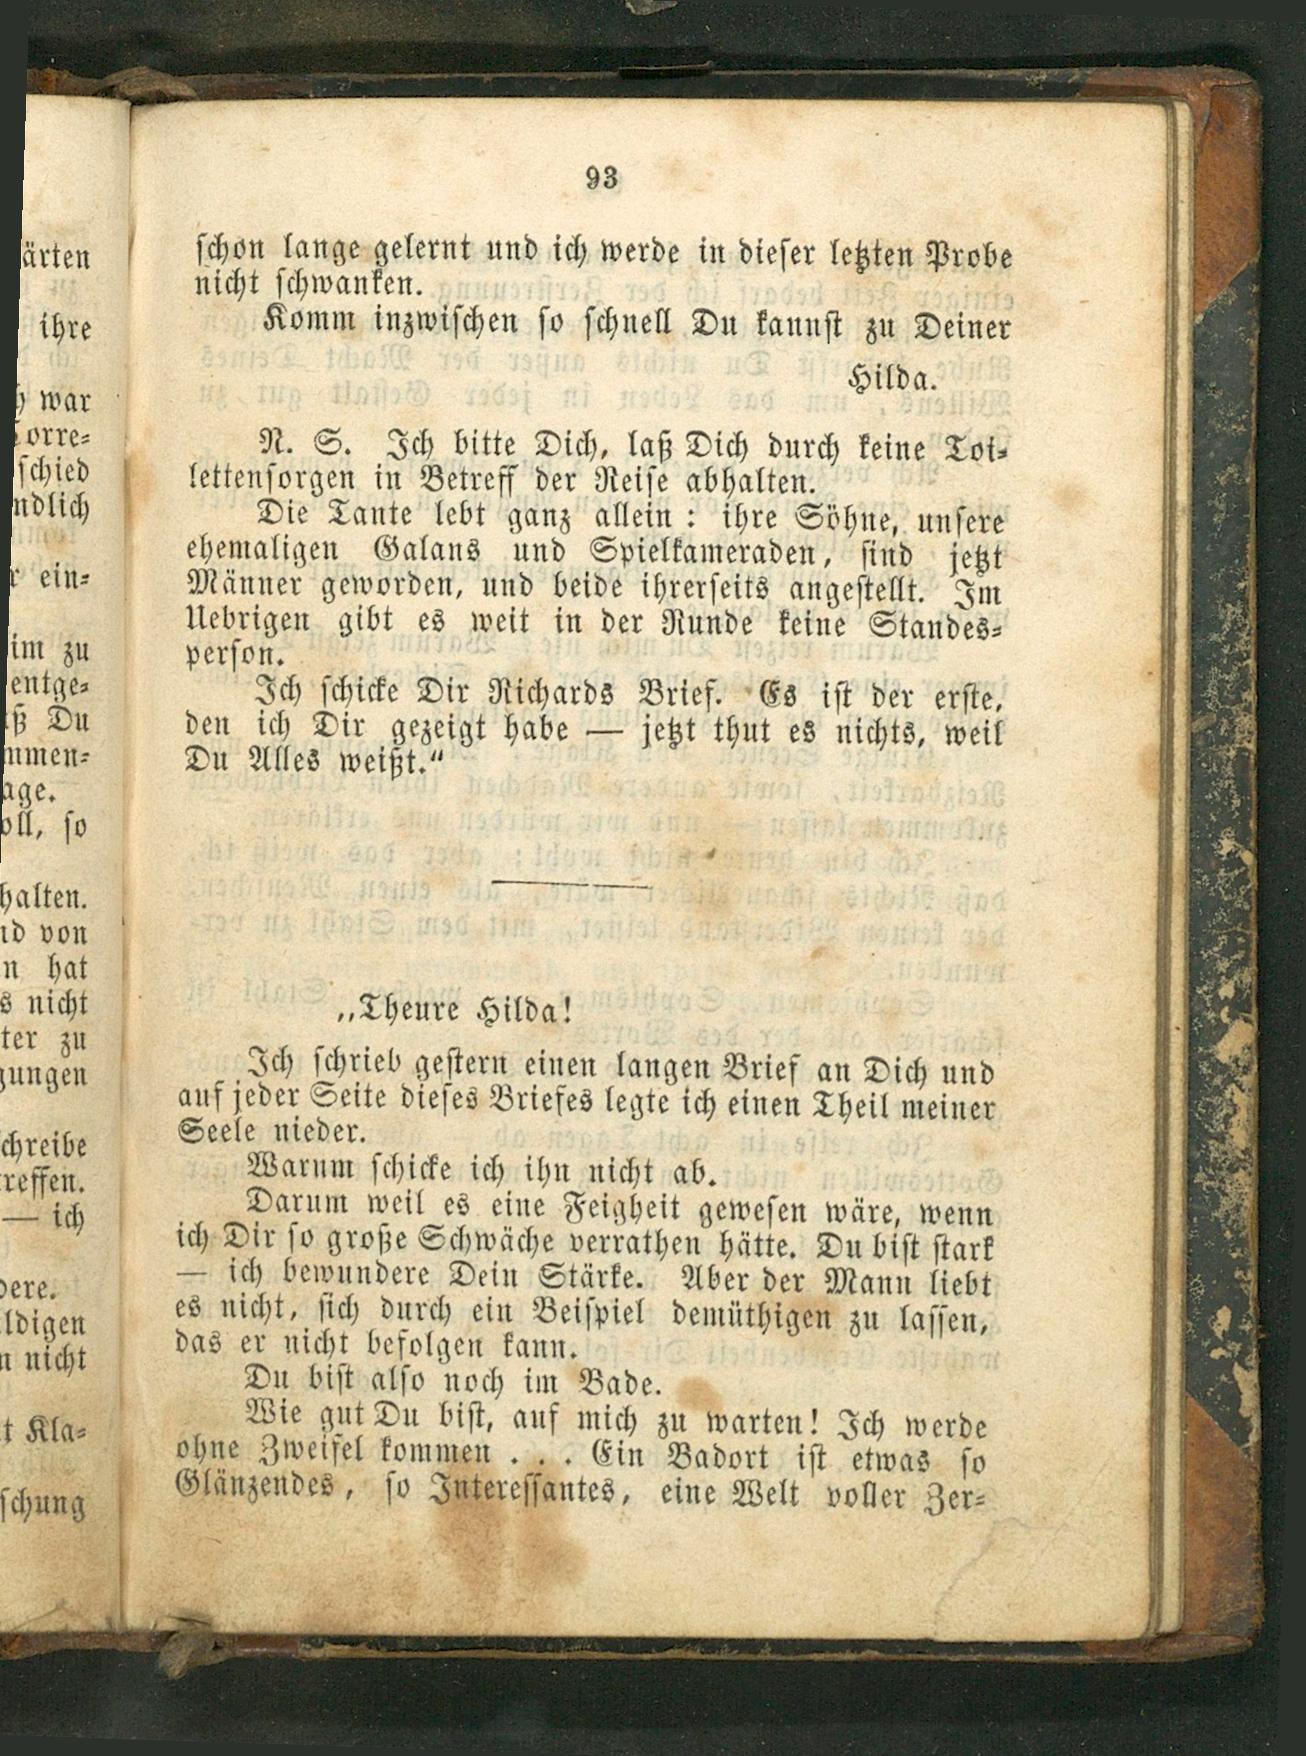 93
schon lange gelernt und ich werde in dieser letzten Probe
nicht schwanken.
Komm inzwischen so schnell Du kannst zu Deiner
Hilda.
N. S. Ich bitte Dich, laß Dich durch keine Toi-
lettensorgen in Betreff der Reise abhalten.
Die Tante lebt ganz allein : ihre Söhne, unsere
ehemaligen Galans und Spielkameraden, sind jetzt
Männer geworden, und beide ihrerseits angestellt. Im
Uebrigen gibt es weit in der Runde keine Standes-
person.
Ich schicke Dir Richards Brief. Es ist der erste,
den ich Dir gezeigt habe — jetzt thut es nichts, weil
Du Alles weißt.“
„Theure Hilda!
Ich schrieb gestern einen langen Brief an Dich und
auf jeder Seite dieses Briefes legte ich einen Theil meiner
Seele nieder.
Warum schicke ich ihn nicht ab.
Darum weil es eine Feigheit gewesen wäre, wenn
ich Dir so große Schwäche verrathen hätte. Du bist stark
— ich bewundere Dein Stärke. Aber der Mann liebt
es nicht, sich durch ein Beispiel demüthigen zu lassen,
das er nicht befolgen kann.
Du bist also noch im Bade.
Wie gut Du bist, auf mich zu warten! Ich werde
ohne Zweifel kommen . . . Ein Badort ist etwas so
Glänzendes, so Interessantes, eine Welt voller Zer-